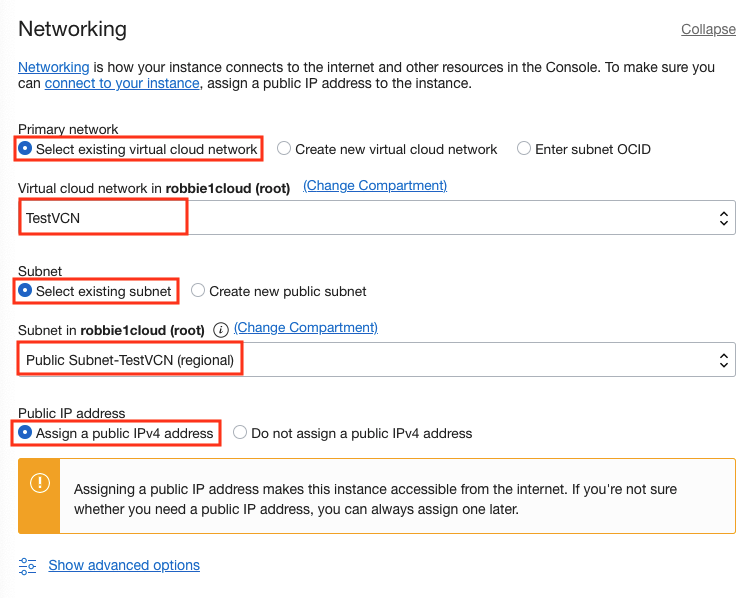 Networking
Collapse
Networking is how your instance connects to the internet and other resources in the Console. To make sure you
can connect to your instance, assign a public IP address to the instance.
Primary network
Select existing virtual cloud network
Create new virtual cloud network
Enter subnet OCID
Virtual cloud network in robbie1cloud (root) (Change Compartment)
TestVCN
Subnet
Select existing subnet
Create new public subnet
Subnet in robbie1cloud (root) i (Change Compartment)
Public Subnet-TestVCN (regional)
Public IP address
Assign a public IPv4 address
Do not assign a public IPv4 address
Assigning a public IP address makes this instance accessible from the internet. If you're not sure
whether you need a public IP address, you can always assign one later.
Show advanced options